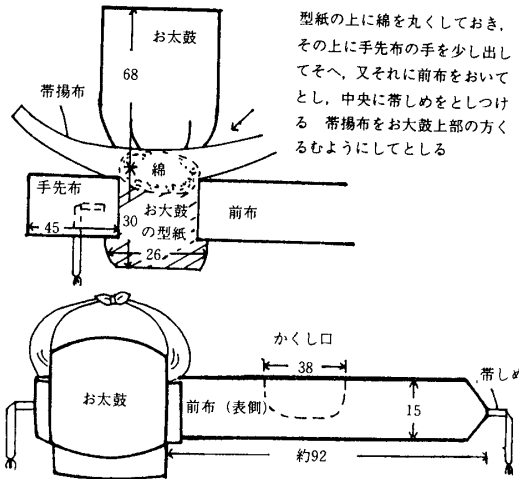 型紙の上に綿を丸くしておき,
その上に手先布の手を少し出し
てそへ, 又それに前布をおいて
とし, 中央に帯しめをとしつけ
る 帯揚布をお太鼓上部の方く
るむようにしてとしる
お太鼓
68
帯揚布
綿
手先布
45
お太鼓
の型紙
30
26
前布
かくし口
38
帯しめ
お太鼓
前布（表側）
15
約92